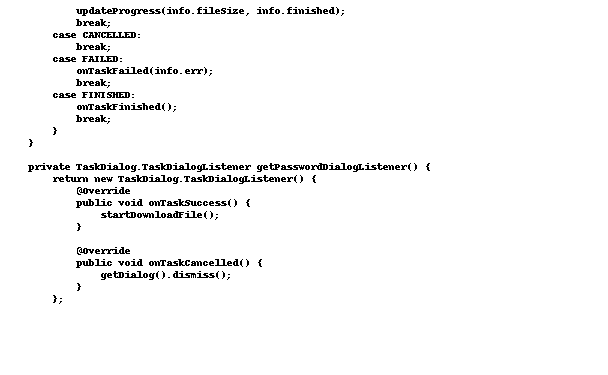 updateProgress(info.fileSize, info.finished);
break;
case CANCELLED:
break;
case FAILED:
onTaskFailed(info.err);
break;
case FINISHED:
onTaskFinished();
break;
}
}
private TaskDialog.TaskDialogListener getPasswordDialogListener() {
return new TaskDialog.TaskDialogListener() {
@Override
public void onTaskSuccess() {
startDownloadFile();
}
@Override
public void onTaskCancelled() {
getDialog().dismiss();
}
};